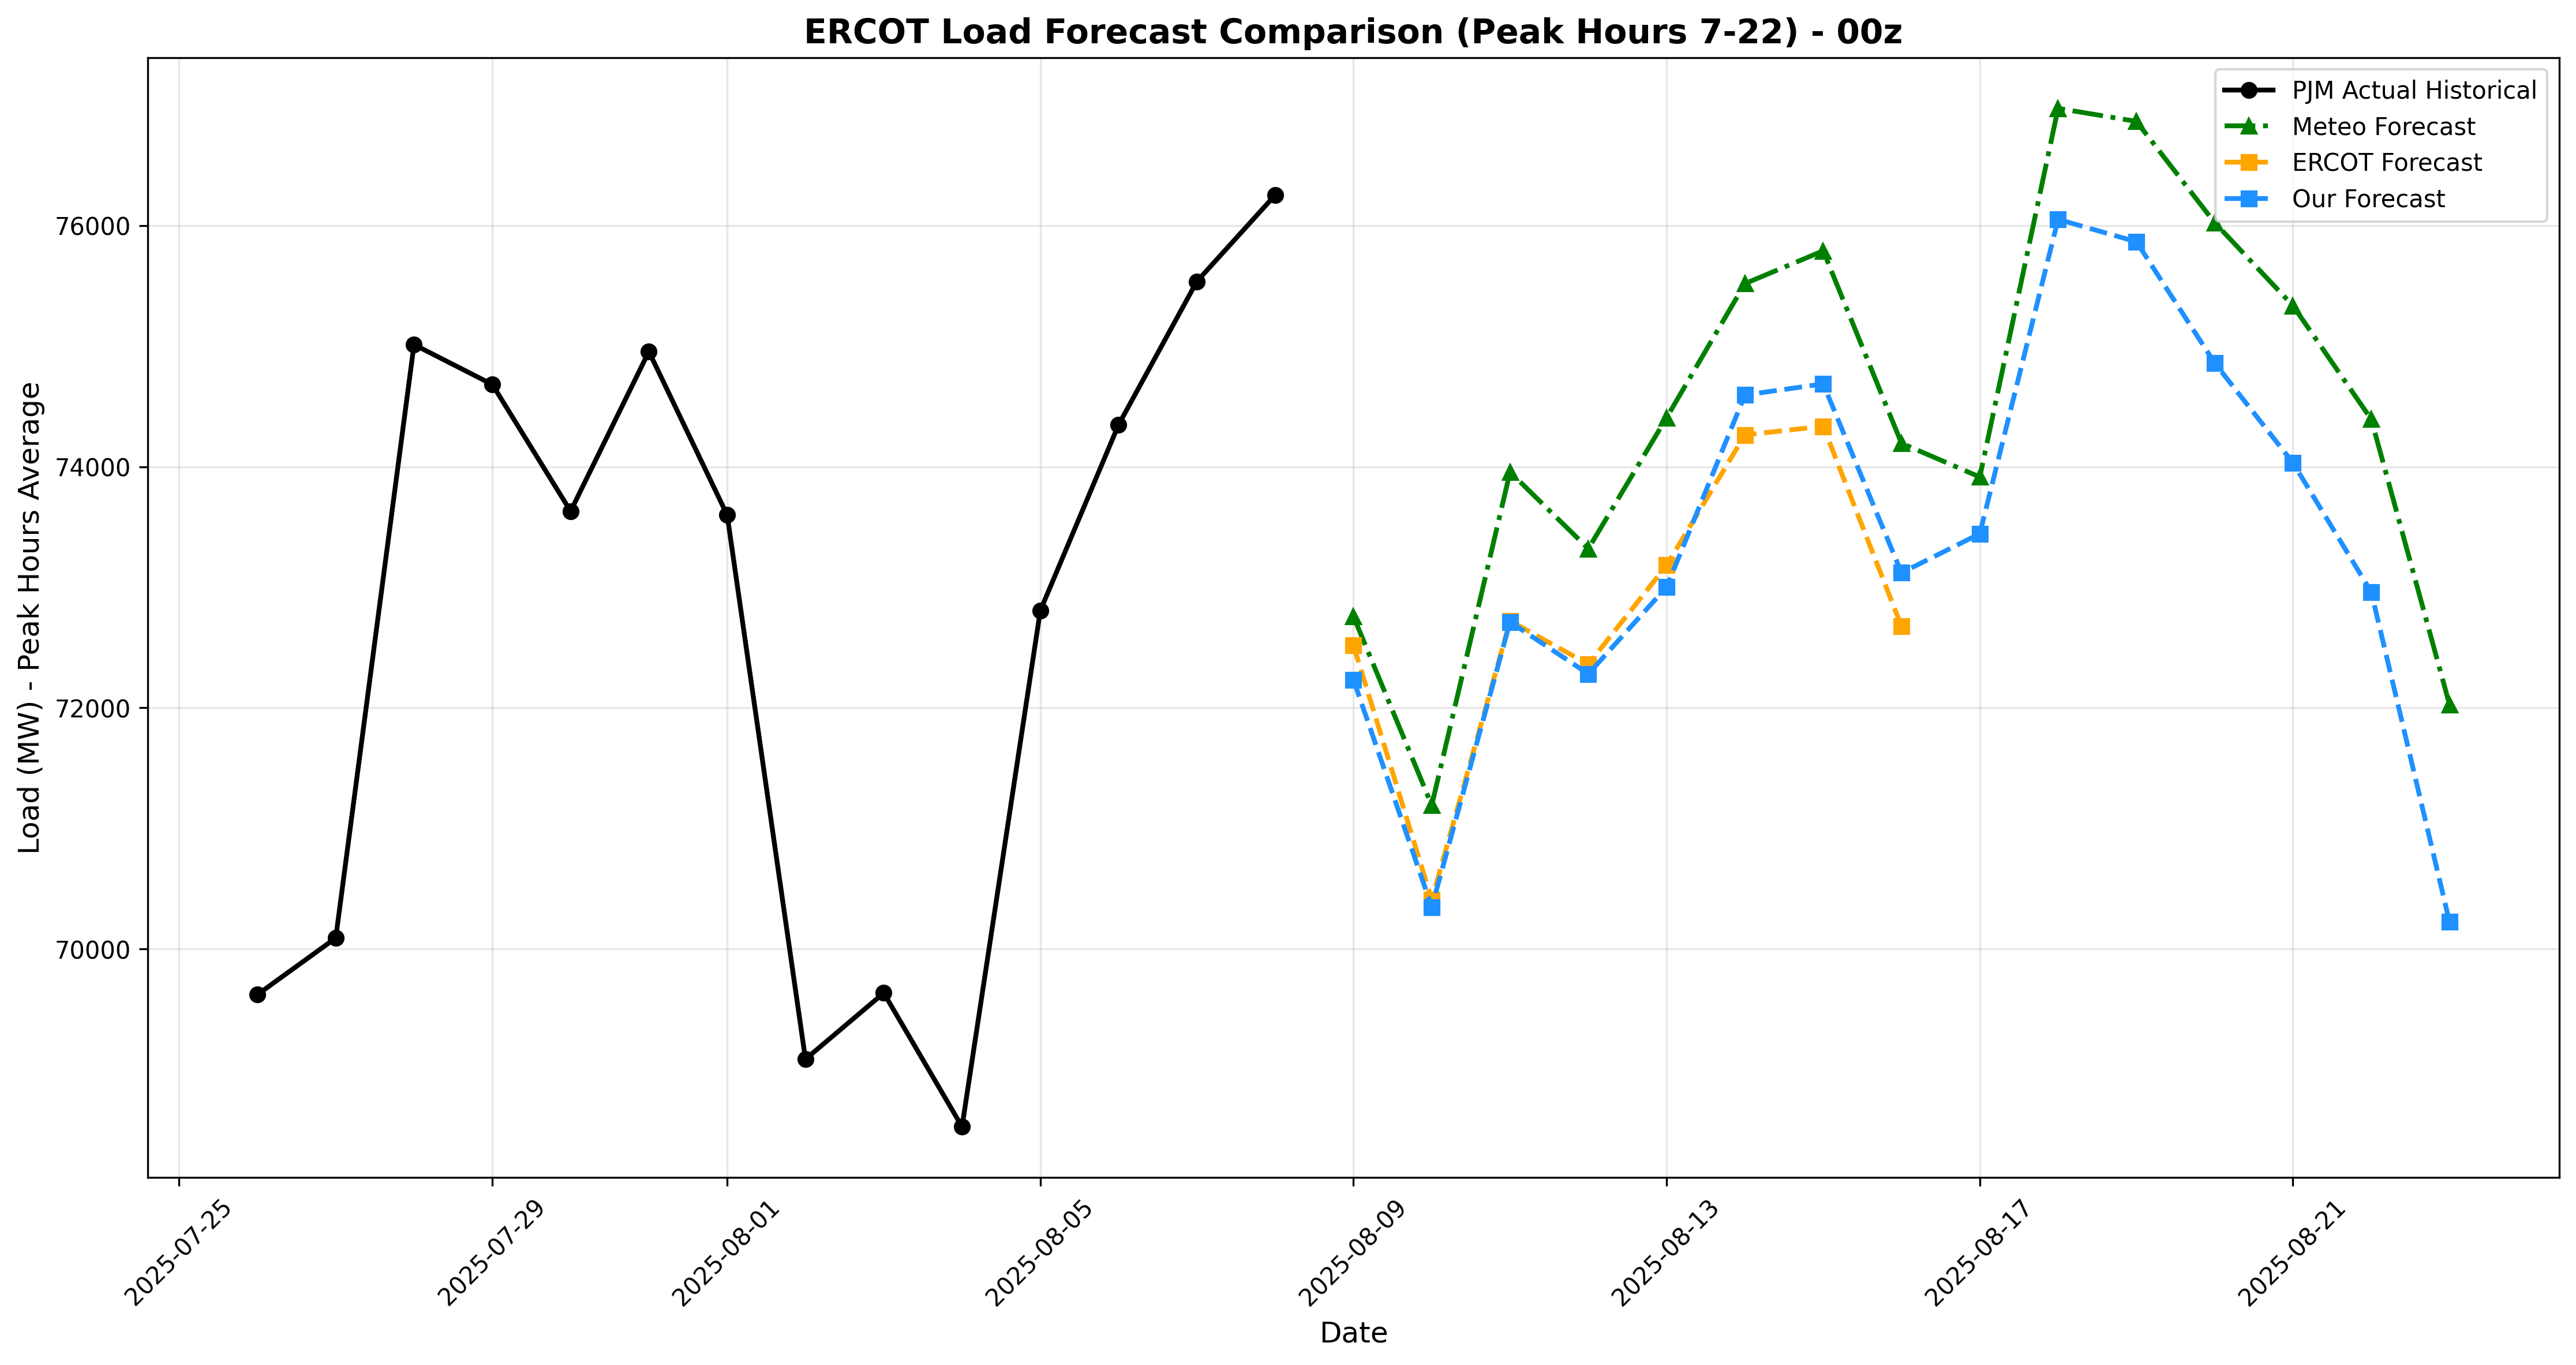 ERCOT Load Forecast Comparison (Peak Hours 7-22) - 00z
PJM Actual Historical
Meteo Forecast
ERCOT Forecast
Our Forecast
Load (MW) - Peak Hours Average
76000
74000
72000
70000
2025-07-25
2025-07-29
2025-08-01
2025-08-05
2025-08-09
2025-08-13
2025-08-17
2025-08-21
Date